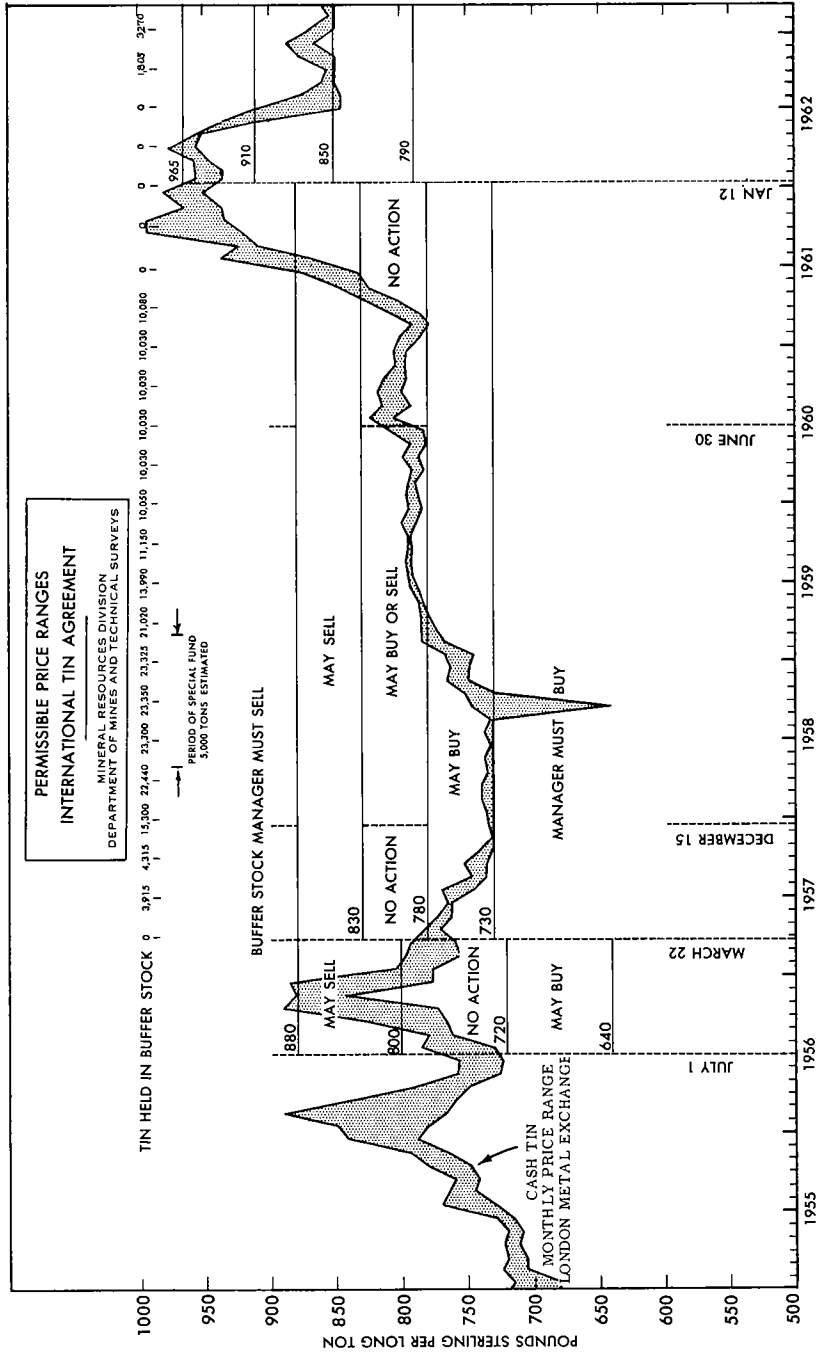 PERMISSIBLE PRICE RANGES
INTERNATIONAL TIN AGREEMENT
MINERAL RESOURCES DIVISION
DEPARTMENT OF MINES AND TECHNICAL SURVEYS
TIN HELD IN BUFFER STOCK 0 3,915 4,315 15,300 22,440 23,300 23,350 23,325 21,020 13,990 11,150 10,050 10,030 10,030 10,030 10,030 10,080 0 0 0 0 0 1,805 3270
PERIOD OF SPECIAL FUND
5,000 TONS ESTIMATED
BUFFER STOCK MANAGER MUST SELL
MAY SELL
MAY SELL
NO ACTION
MAY BUY OR SELL
NO ACTION
NO ACTION
MAY BUY
MAY BUY
MANAGER MUST BUY
880
800
720
640
830
780
730
965
910
850
790
CASH TIN
MONTHLY PRICE RANGE
LONDON METAL EXCHANGE
JULY 1
MARCH 22
DECEMBER 15
JUNE 30
JAN. 12
POUNDS STERLING PER LONG TON
1000
950
900
850
800
750
700
650
600
550
500
1955 1956 1957 1958 1959 1960 1961 1962